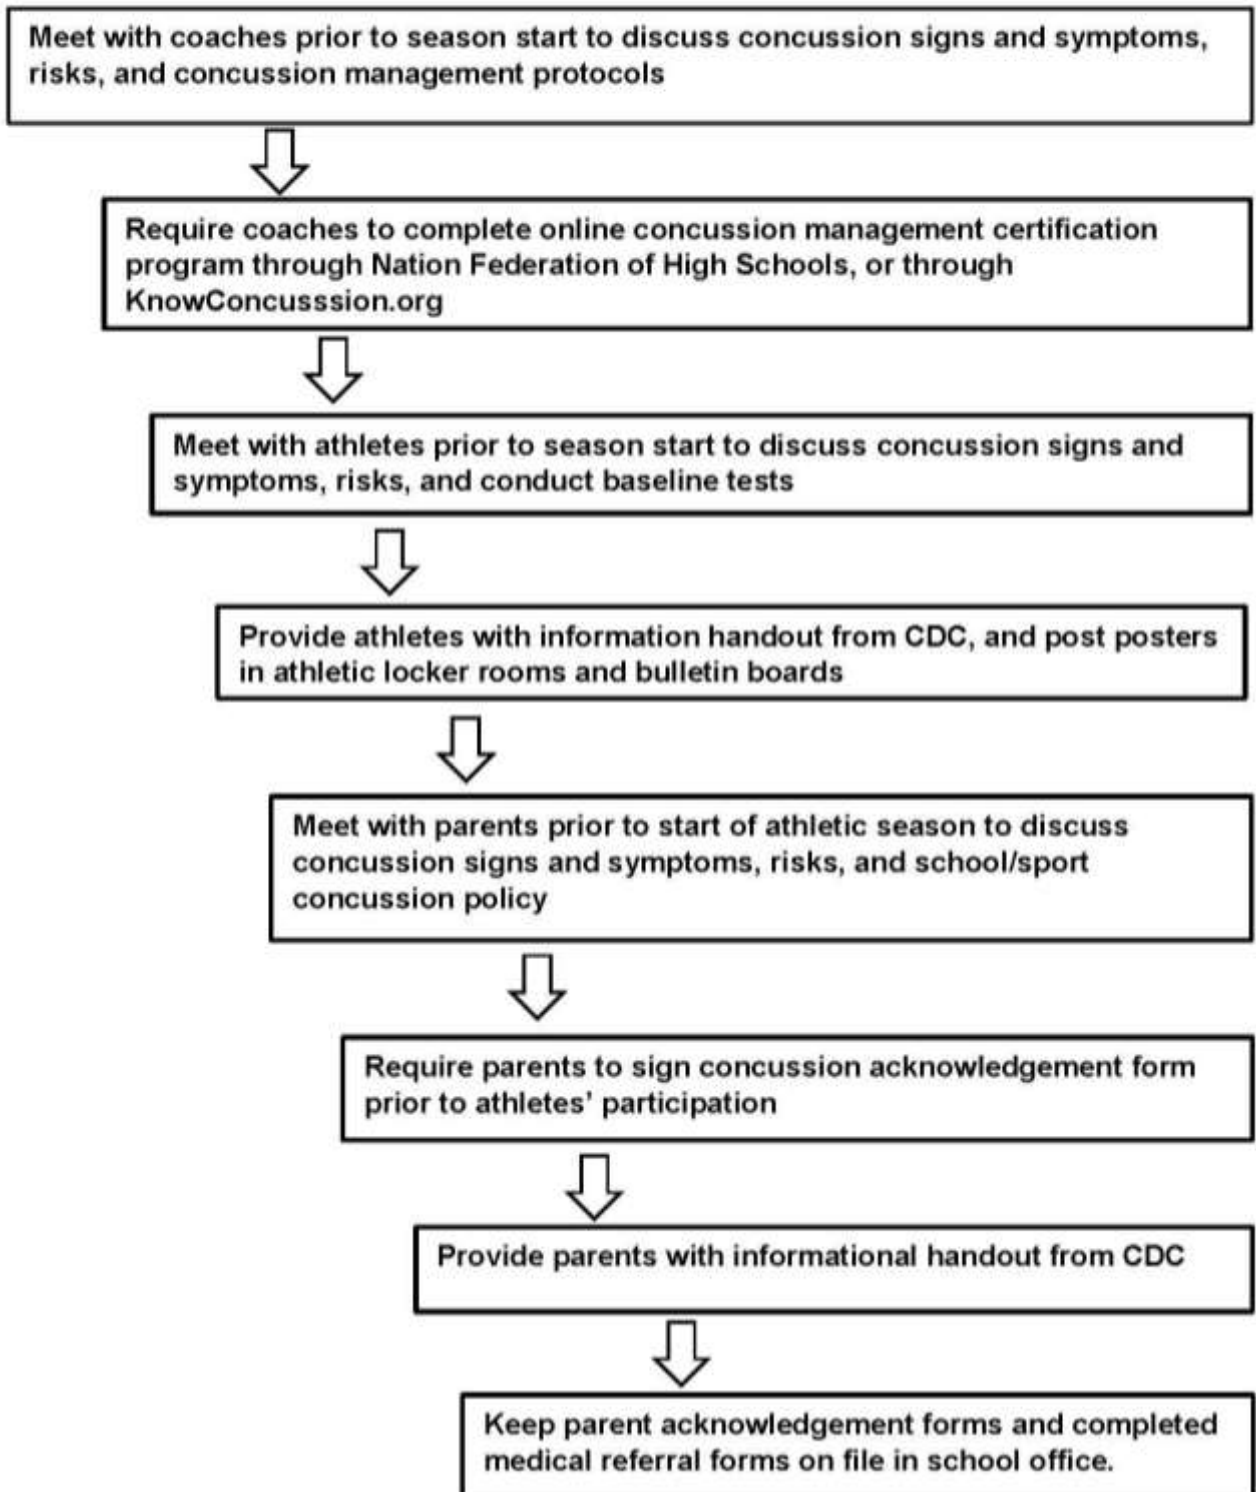 Meet with coaches prior to season start to discuss concussion signs and symptoms,
risks, and concussion management protocols
Require coaches to complete online concussion management certification
program through Nation Federation of High Schools, or through
KnowConcusssion.org
Meet with athletes prior to season start to discuss concussion signs and
symptoms, risks, and conduct baseline tests
Provide athletes with information handout from CDC, and post posters
in athletic locker rooms and bulletin boards
Meet with parents prior to start of athletic season to discuss
concussion signs and symptoms, risks, and school/sport
concussion policy
Require parents to sign concussion acknowledgement form
prior to athletes’ participation
Provide parents with informational handout from CDC
Keep parent acknowledgement forms and completed
medical referral forms on file in school office.